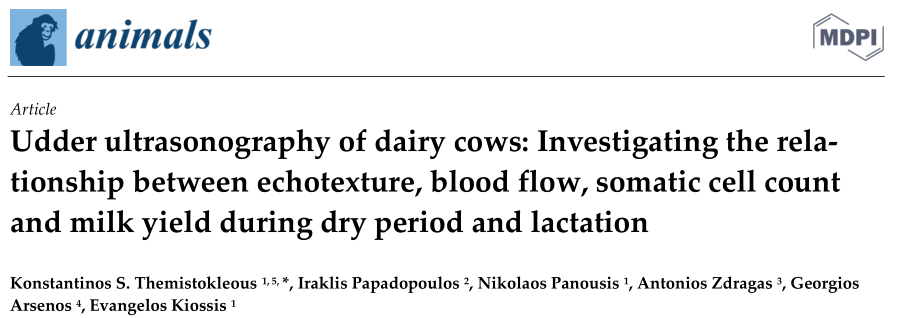 animals
MDPI
Article
Udder ultrasonography of dairy cows: Investigating the rela-
tionship between echotexture, blood flow, somatic cell count
and milk yield during dry period and lactation
Konstantinos S. Themistokleous 1, 5, *, Iraklis Papadopoulos 2, Nikolaos Panousis 1, Antonios Zdragas 3, Georgios
Arsenos 4, Evangelos Kiossis 1